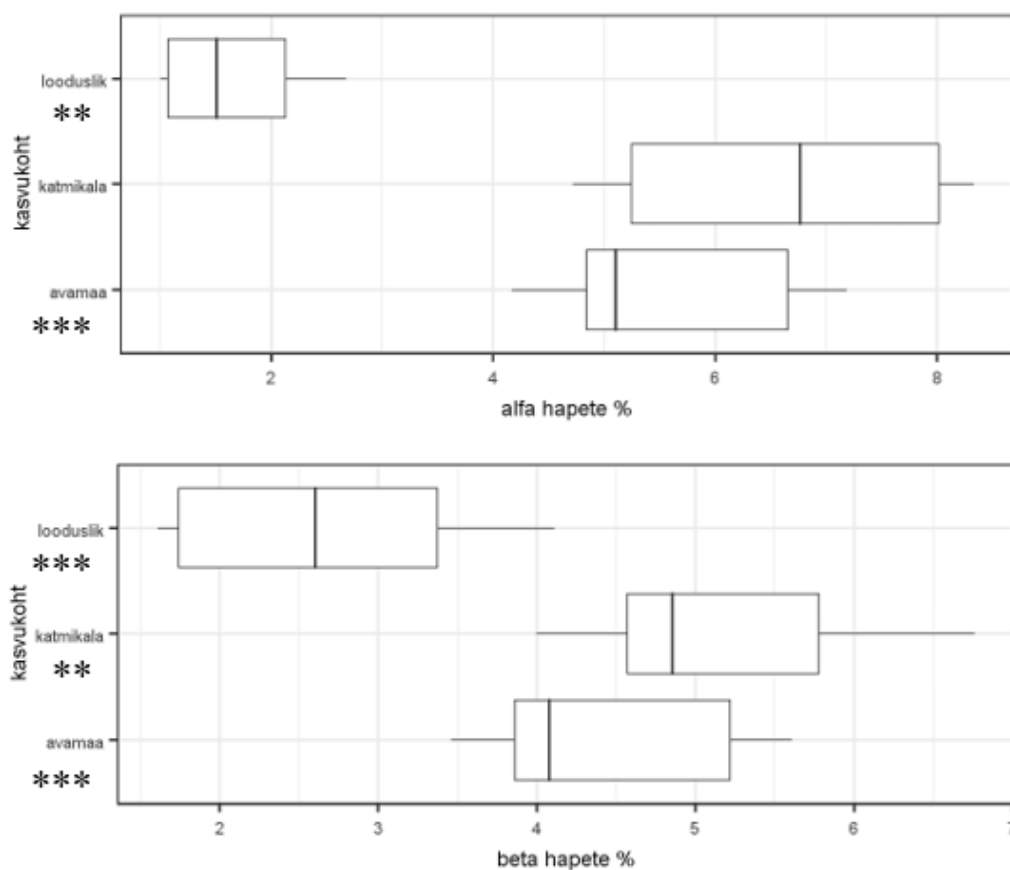 looduslik
**
katmikala
avamaa
***
kasvukoht
2 4 6 8
alfa hapete %
looduslik
***
katmikala
**
avamaa
***
kasvukoht
2 3 4 5 6 7
beta hapete %